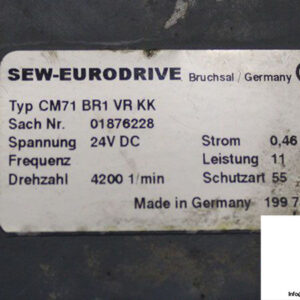 SEW-EURODRIVE Bruchsal / Germany
Typ CM71 BR1 VR KK
Sach Nr. 01876228
Spannung 24V DC Strom 0,46
Frequenz Leistung 11
Drehzahl 4200 1/min Schutzart 55
Made in Germany 199 7